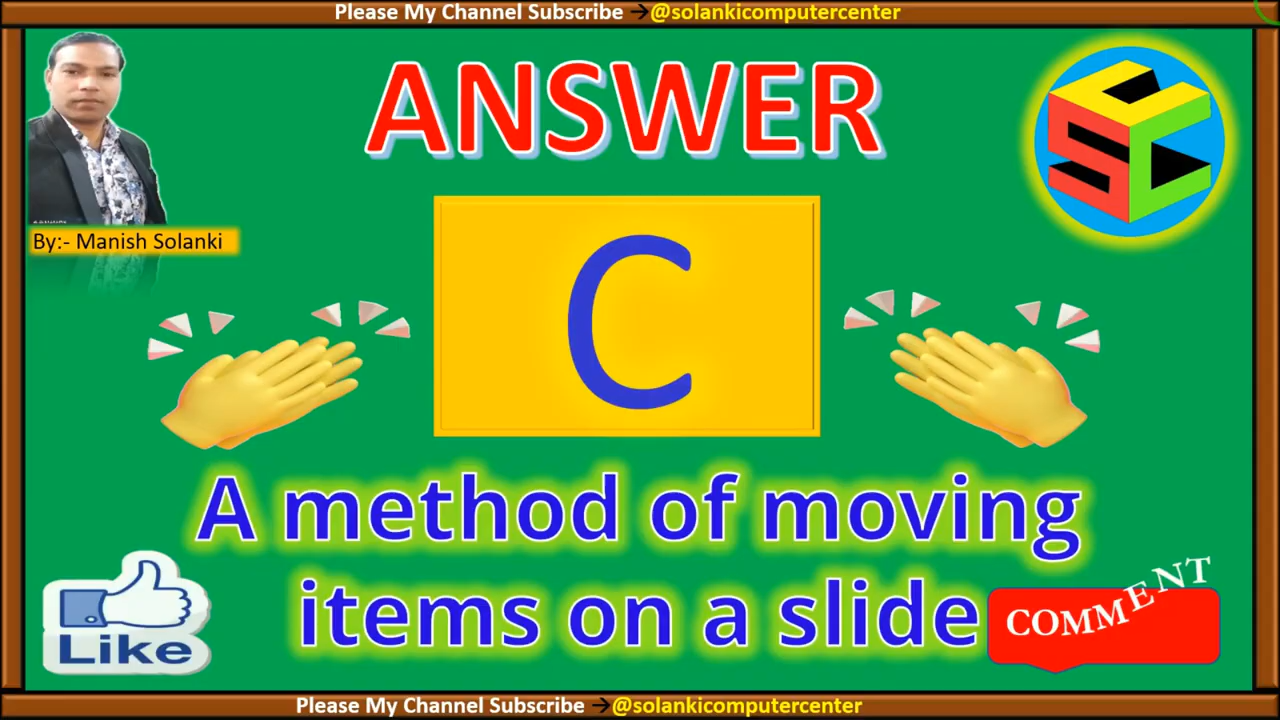 Please My Channel Subscribe →@solankicomputercenter
ANSWER
SCC
By:- Manish Solanki
C
A method of moving
items on a slide
Like
COMMENT
Please My Channel Subscribe →@solankicomputercenter